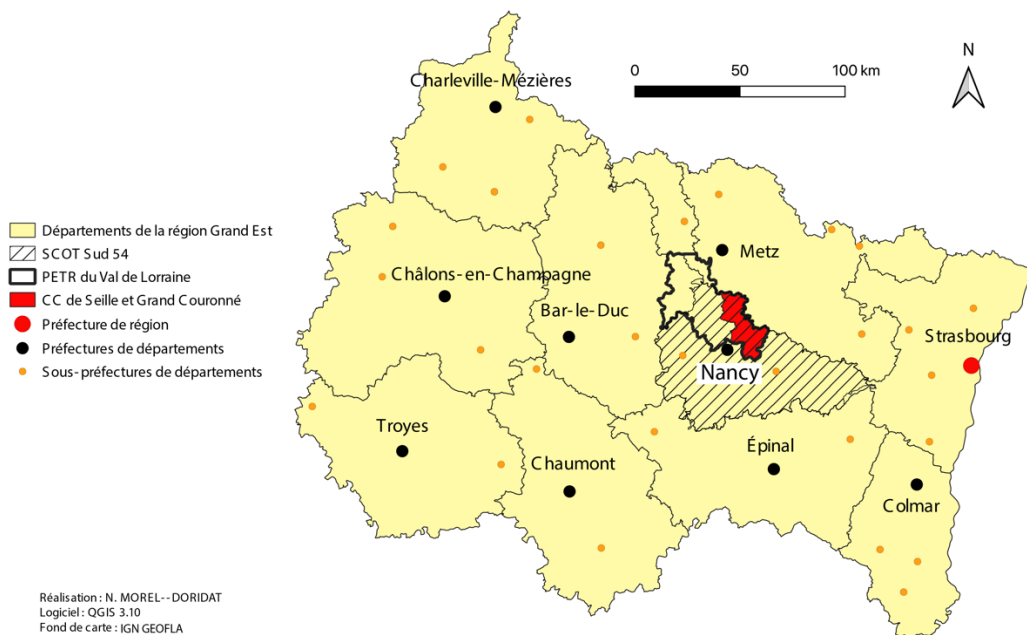 Charleville-Mézières
0 50 100 km
N
Départements de la région Grand Est
SCOT Sud 54
PETR du Val de Lorraine
CC de Seille et Grand Couronné
Préfecture de région
Préfectures de départements
Sous-préfectures de départements
Metz
Châlons-en-Champagne
Bar-le-Duc
Strasbourg
Nancy
Troyes
Chaumont
Épinal
Colmar
Réalisation : N. MOREL--DORIDAT
Logiciel : QGIS 3.10
Fond de carte : IGN GEOFLA